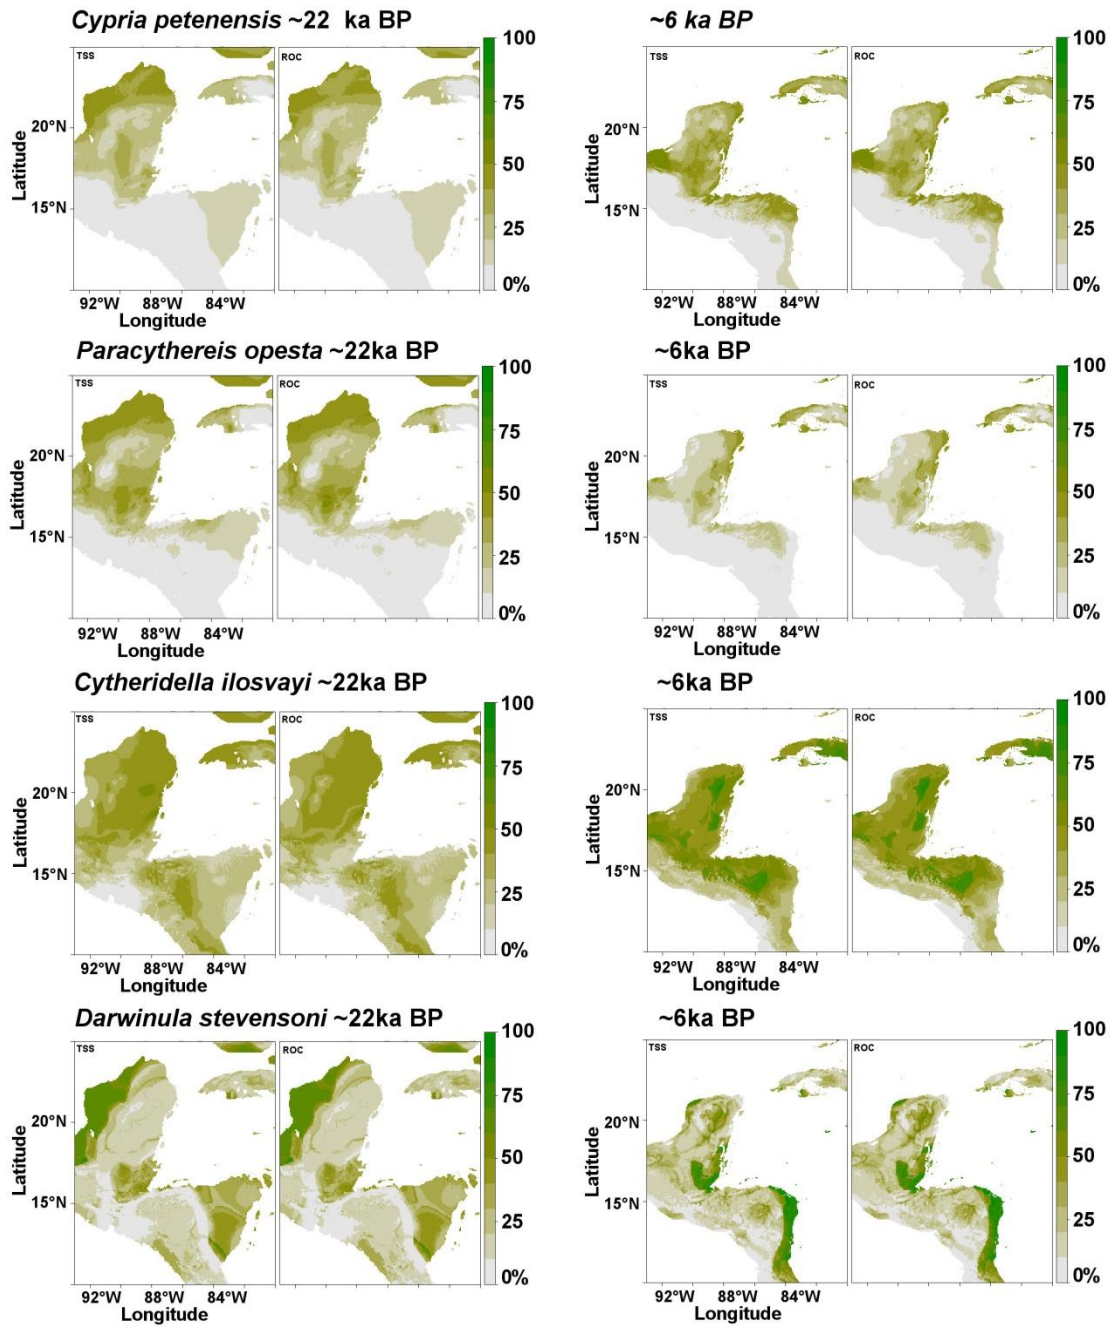 Cypria petenensis ~22 ka BP
~6 ka BP
TSS
ROC
100
75
50
25
0%
Latitude
20°N
15°N
92°W 88°W 84°W
Longitude
TSS
ROC
100
75
50
25
0%
Latitude
20°N
15°N
92°W 88°W 84°W
Longitude
Paracythereis opesta ~22ka BP
~6ka BP
TSS
ROC
100
75
50
25
0%
Latitude
20°N
15°N
92°W 88°W 84°W
Longitude
TSS
ROC
100
75
50
25
0%
Latitude
20°N
15°N
92°W 88°W 84°W
Longitude
Cytheridella ilosvayi ~22ka BP
~6ka BP
TSS
ROC
100
75
50
25
0%
Latitude
20°N
15°N
92°W 88°W 84°W
Longitude
TSS
ROC
100
75
50
25
0%
Latitude
20°N
15°N
92°W 88°W 84°W
Longitude
Darwinula stevensoni ~22ka BP
~6ka BP
TSS
ROC
100
75
50
25
0%
Latitude
20°N
15°N
92°W 88°W 84°W
Longitude
TSS
ROC
100
75
50
25
0%
Latitude
20°N
15°N
92°W 88°W 84°W
Longitude